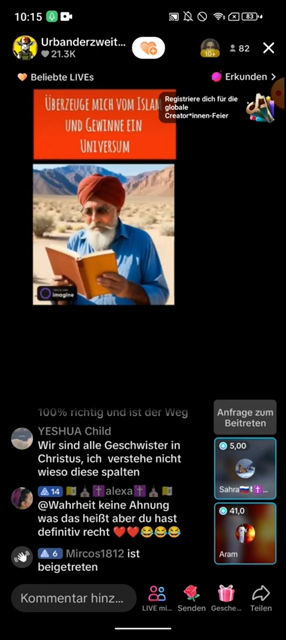 10:15
83
Urbanderzweit...
21.3K
10+
82
Beliebte LIVEs
Erkunden >
Registriere dich für die
globale
Creator*innen-Feier
Überzeuge mich vom Islam
und Gewinne ein
Universum
imagine
100% richtig und ist der Weg
YESHUA Child
Wir sind alle Geschwister in
Christus, ich verstehe nicht
wieso diese spalten
14 alexa
@Wahrheit keine Ahnung
was das heißt aber du hast
definitiv recht ❤️❤️😂😂😂
6 Mircos1812 ist
beigetreten
Anfrage zum
Beitreten
5,00
Sahra🇷🇺
41,0
Aram
Kommentar hinz...
LIVE mi...
Senden
Gesche...
Teilen